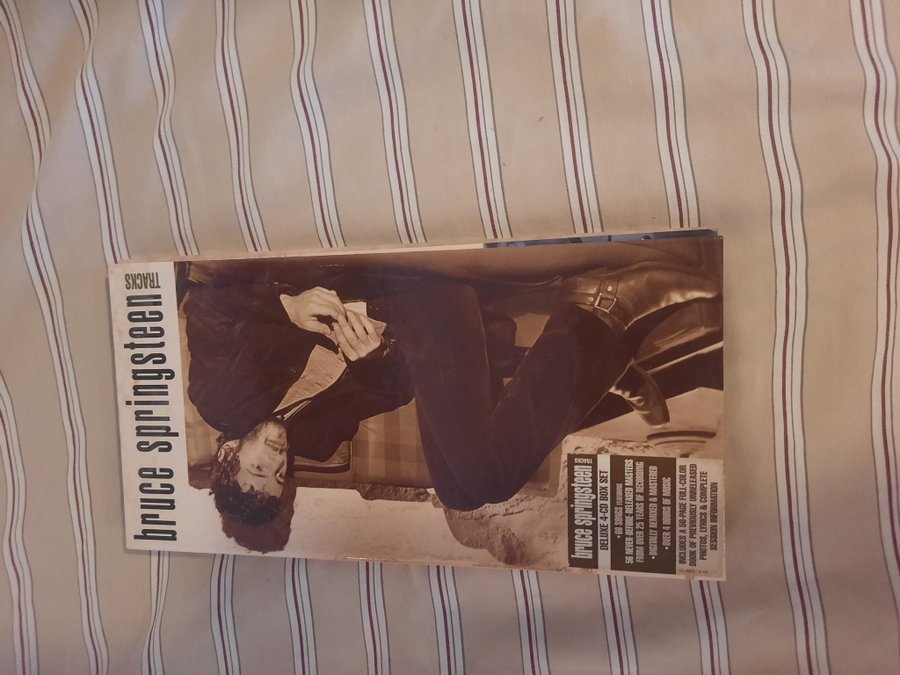 bruce springsteen
TRACKS
bruce springsteen
TRACKS
DELUXE 4-CD BOX SET
• 66 SONGS FEATURING
56 NEVER-BEFORE-RELEASED MASTERS
FROM OVER 25 YEARS OF RECORDING
• DIGITALLY REMIXED & MASTERED
• OVER 4 HOURS OF MUSIC
INCLUDES A 56-PAGE FULL-COLOR
BOOK OF PREVIOUSLY UNRELEASED
PHOTOS, LYRICS & COMPLETE
SESSION INFORMATION